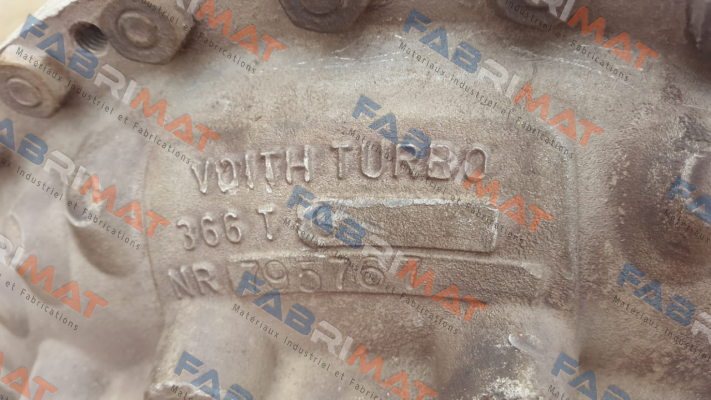 VOITH TURBO
366 T
NR 79576
FABRIMAT
Matériaux Industriel et Fabrications